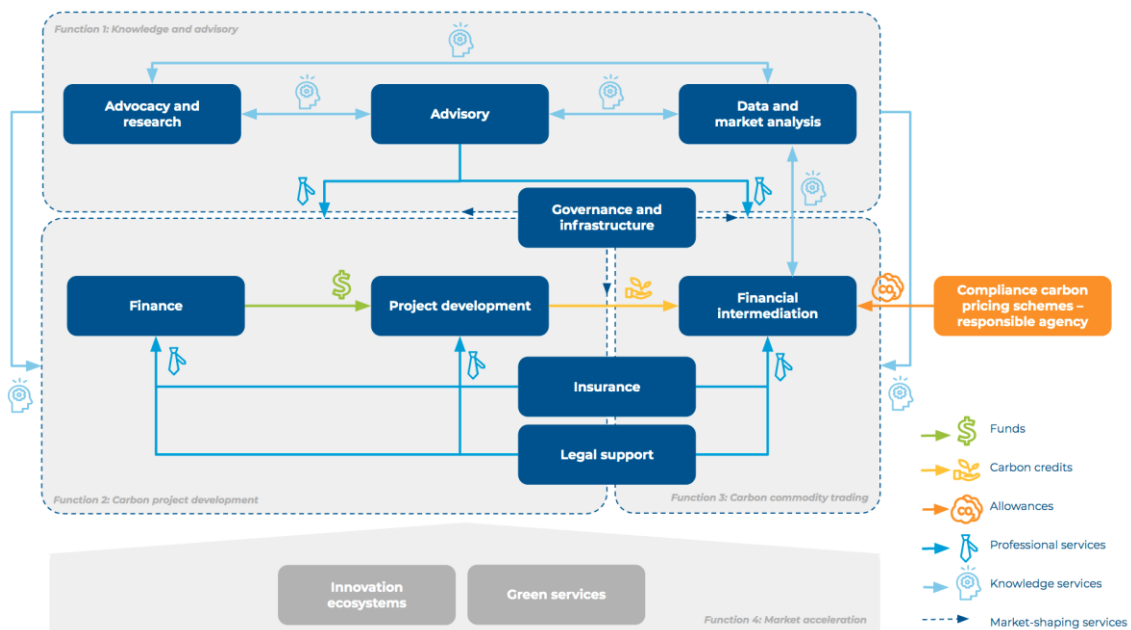 Function 1: Knowledge and advisory
Advocacy and
research
Advisory
Data and
market analysis
Governance and
infrastructure
Finance
Project development
Financial
intermediation
CO₂
Compliance carbon
pricing schemes –
responsible agency
Insurance
Legal support
Function 2: Carbon project development
Function 3: Carbon commodity trading
$
$
Funds
Carbon credits
CO₂
Allowances
Professional services
Knowledge services
Market-shaping services
Innovation
ecosystems
Green services
Function 4: Market acceleration